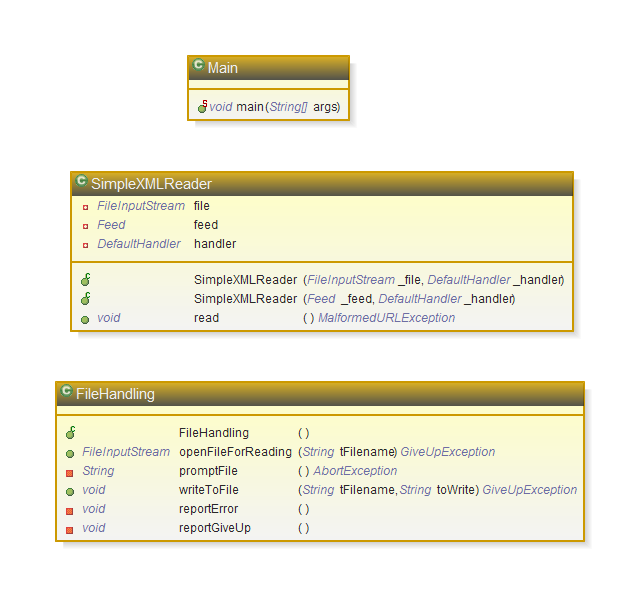 C Main
S void main (String[] args)
C SimpleXMLReader
FileInputStream file
Feed feed
DefaultHandler handler
c SimpleXMLReader (FileInputStream _file, DefaultHandler _handler)
c SimpleXMLReader (Feed _feed, DefaultHandler _handler)
void read ( ) MalformedURLException
C FileHandling
c FileHandling ( )
FileInputStream openFileForReading (String tFilename) GiveUpException
String promptFile ( ) AbortException
void writeToFile (String tFilename, String toWrite) GiveUpException
void reportError ( )
void reportGiveUp ( )